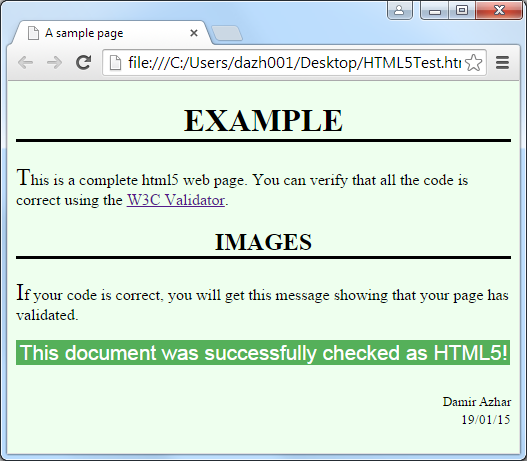 A sample page
file:///C:/Users/dazh001/Desktop/HTML5Test.htm
EXAMPLE
This is a complete html5 web page. You can verify that all the code is
correct using the W3C Validator.
IMAGES
If your code is correct, you will get this message showing that your page has
validated.
This document was successfully checked as HTML5!
Damir Azhar
19/01/15